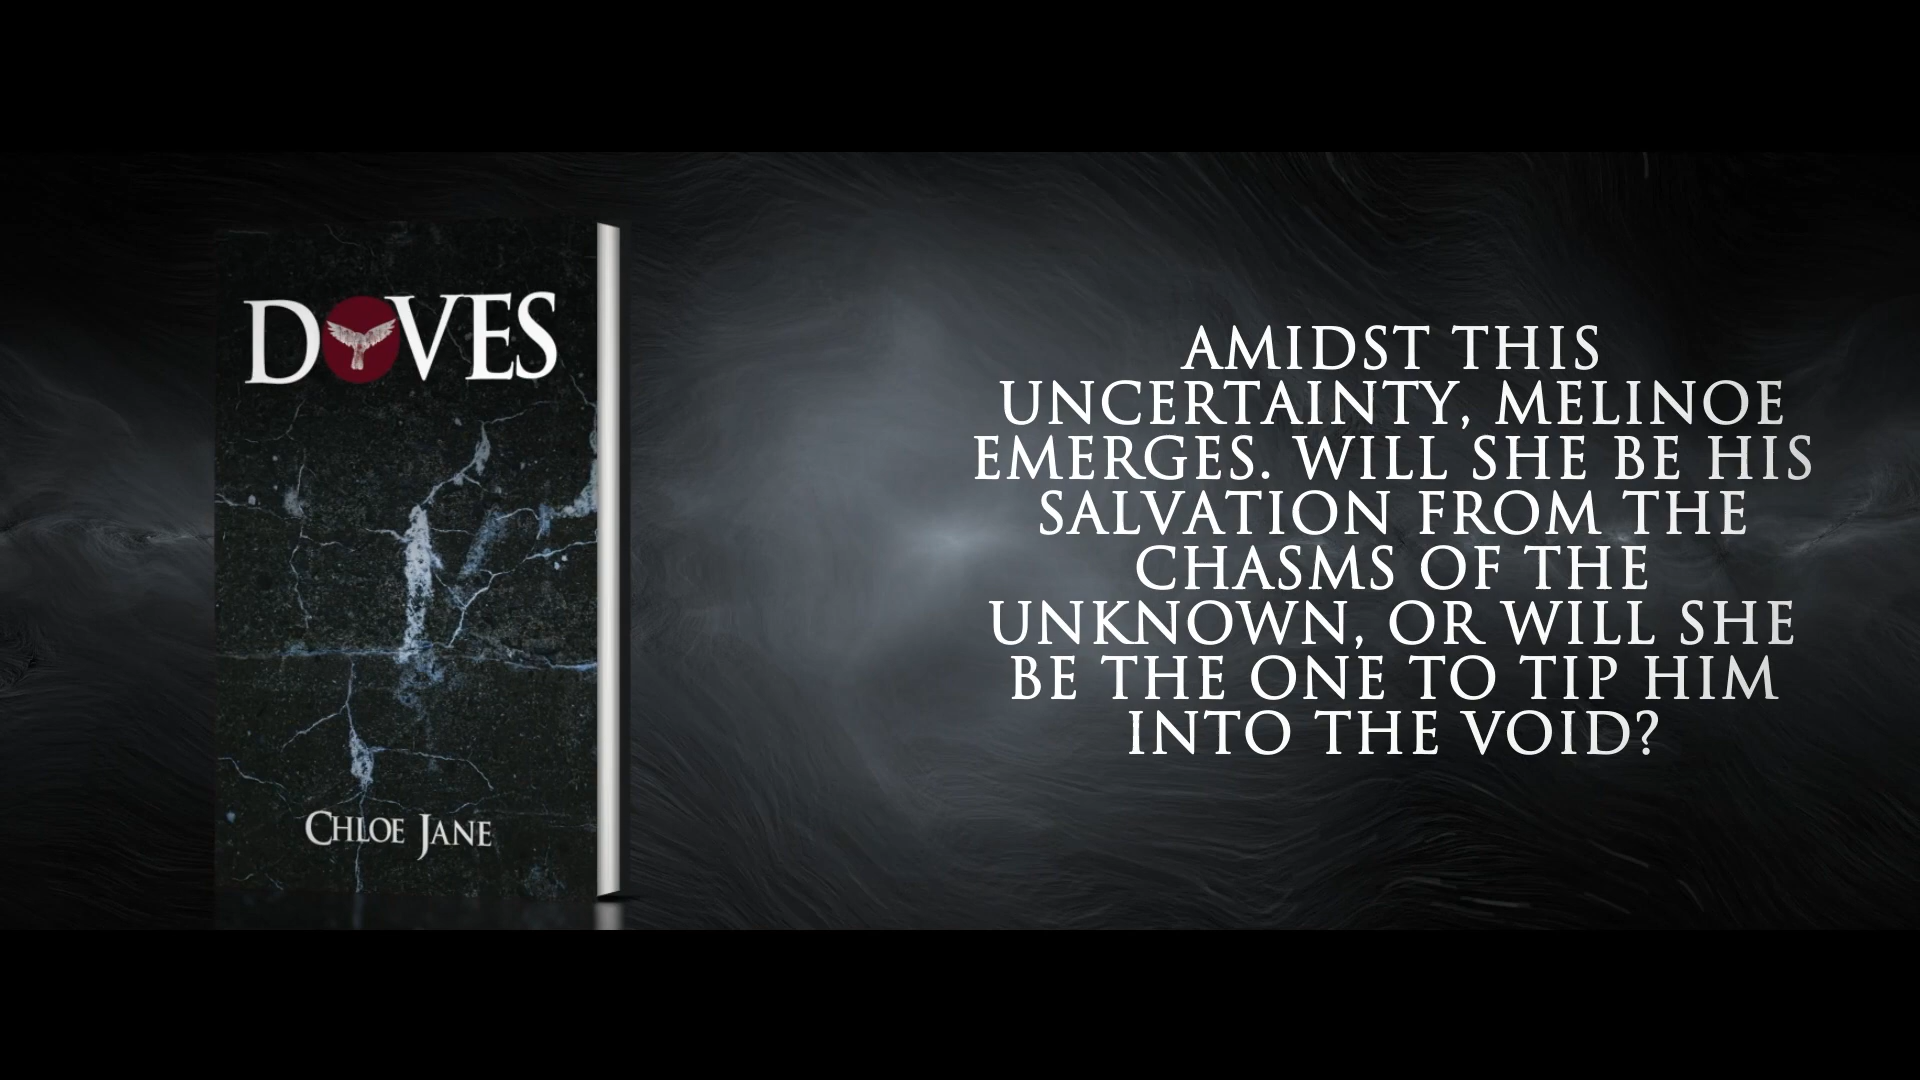 DOVES
CHLOE JANE
AMIDST THIS
UNCERTAINTY, MELINOE
EMERGES. WILL SHE BE HIS
SALVATION FROM THE
CHASMS OF THE
UNKNOWN, OR WILL SHE
BE THE ONE TO TIP HIM
INTO THE VOID?